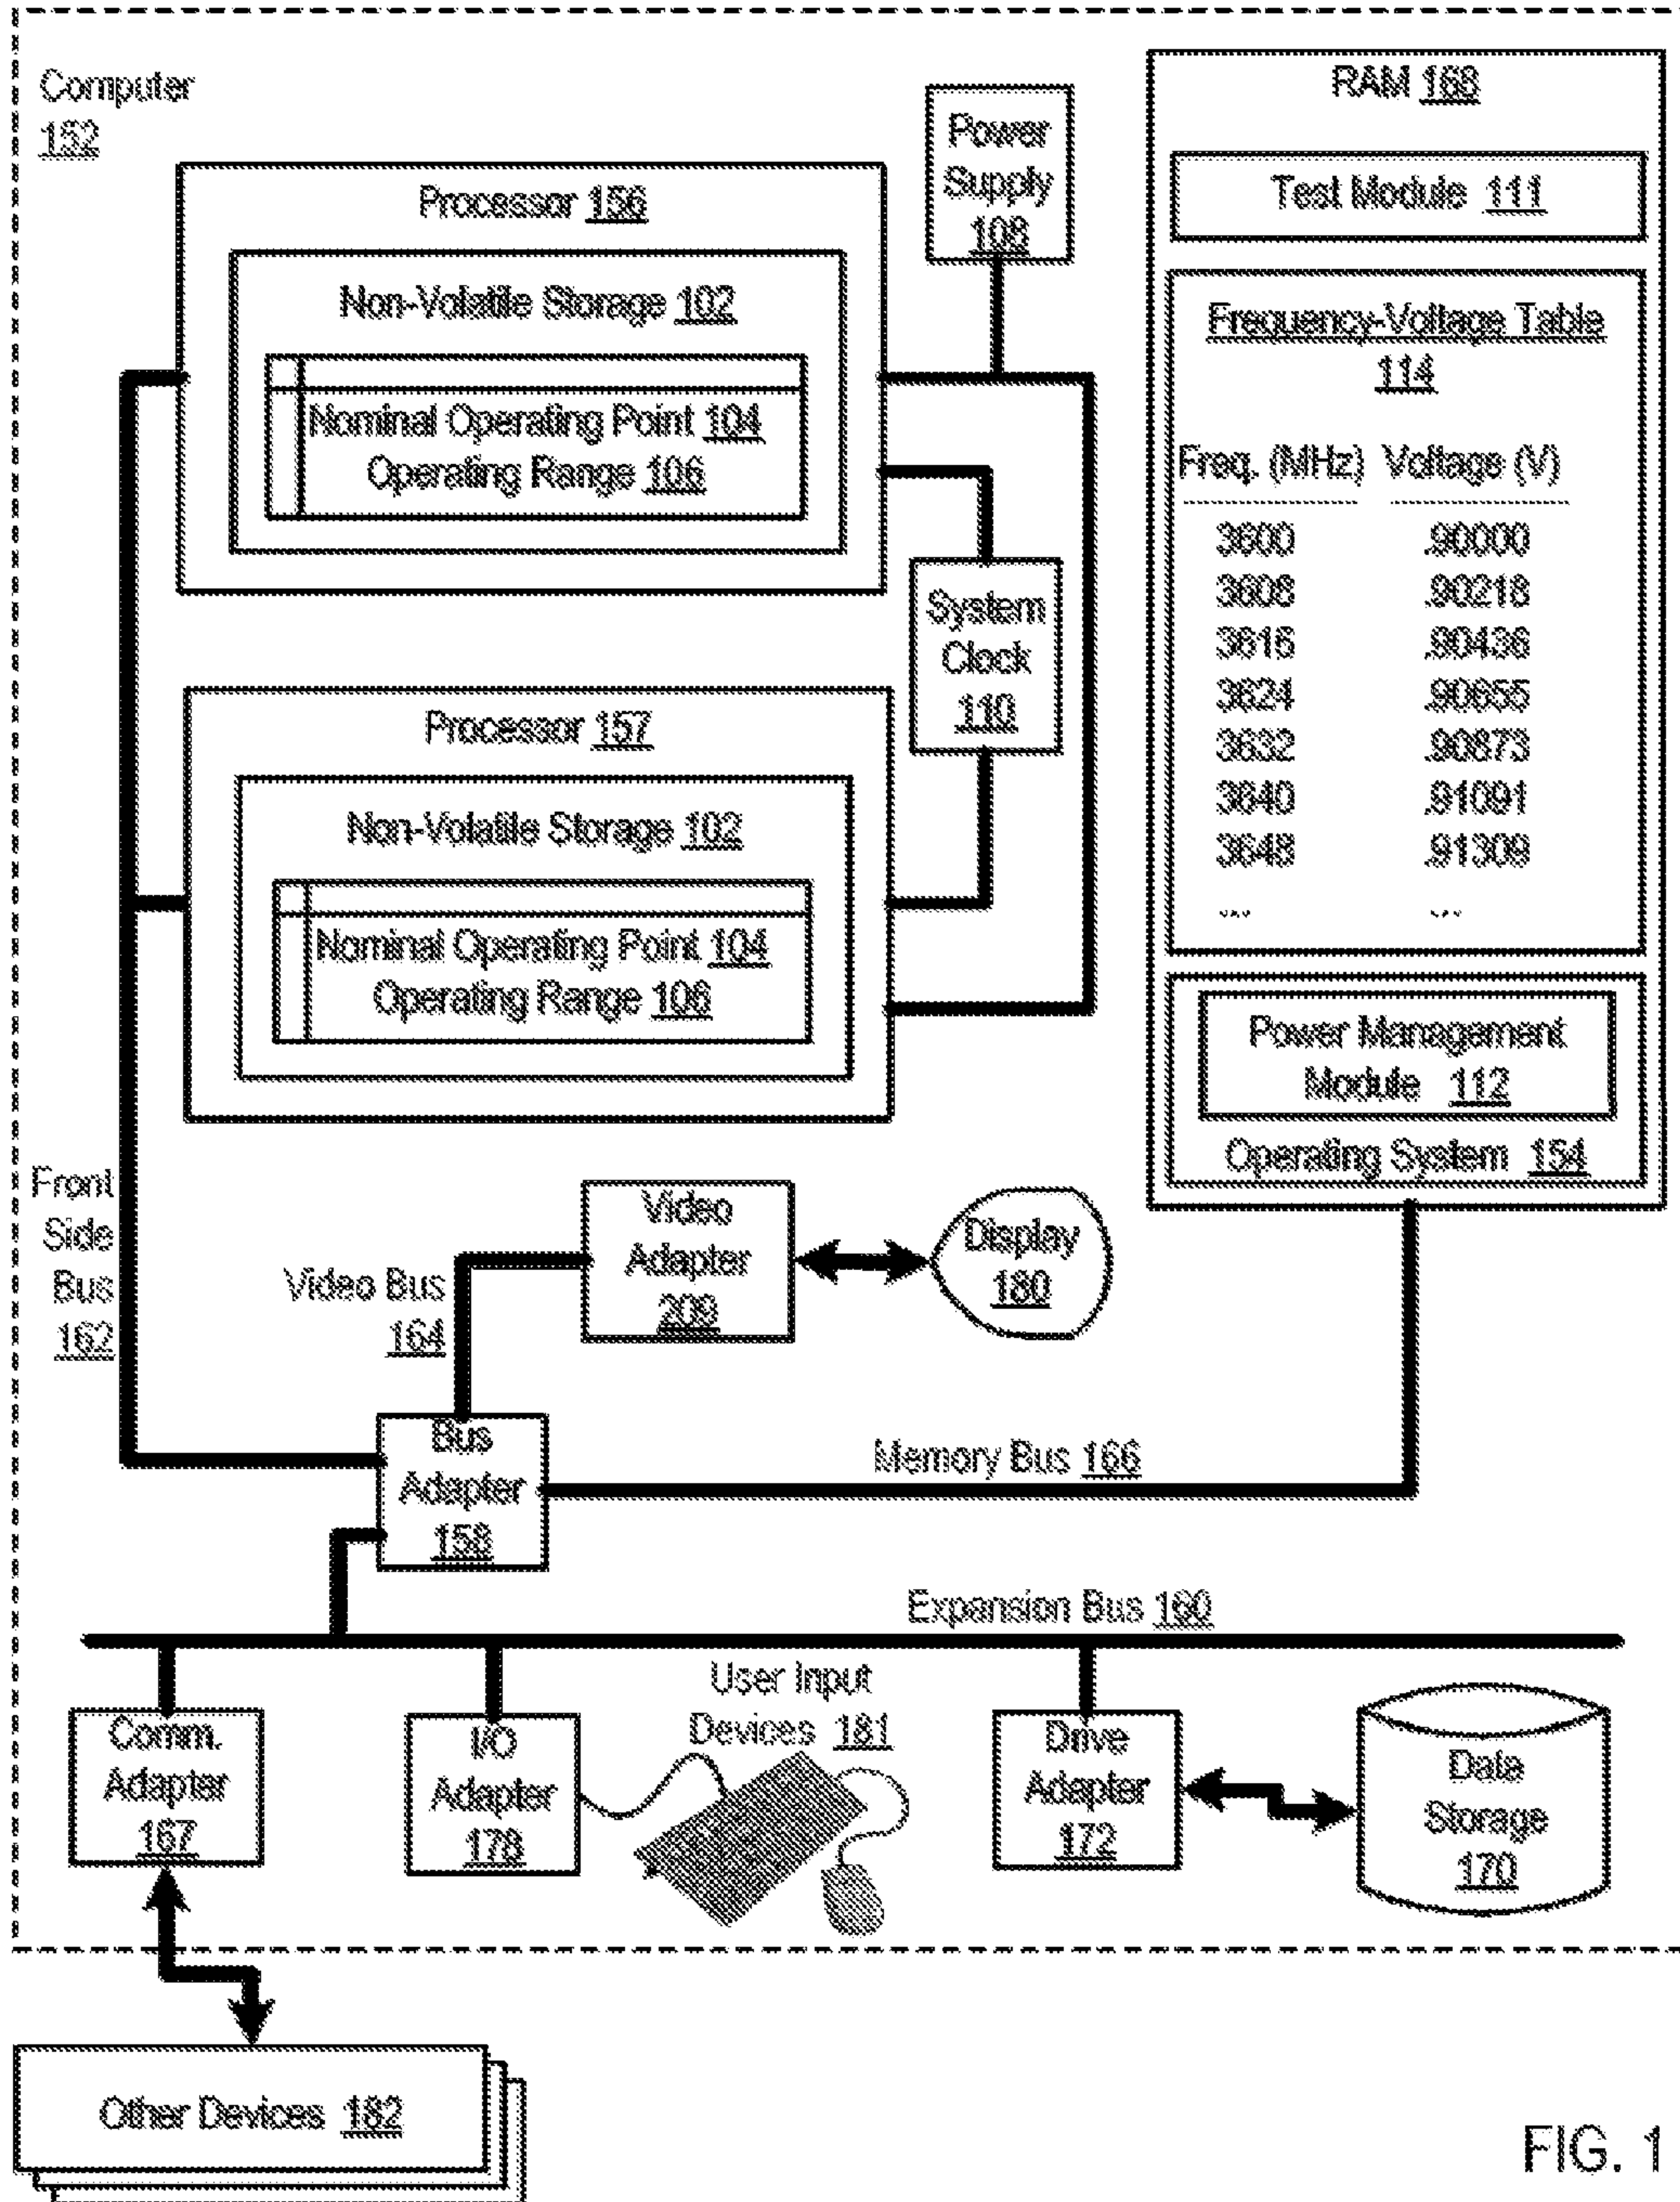 Computer
152
Processor 156
Non-Volatile Storage 102
Nominal Operating Point 104
Operating Range 106
Power
Supply
108
System
Clock
110
Processor 157
Non-Volatile Storage 102
Nominal Operating Point 104
Operating Range 106
RAM 168
Test Module 111
Frequency-Voltage Table
114
Freq. (MHz) Voltage (V)
3600 .90000
3608 .90218
3616 .90436
3624 .90655
3632 .90873
3640 .91091
3648 .91309
... ...
Power Management
Module 112
Operating System 154
Front
Side
Bus
162
Video Bus
164
Video
Adapter
209
Display
180
Bus
Adapter
158
Memory Bus 166
Expansion Bus 160
Comm.
Adapter
167
I/O
Adapter
178
User Input
Devices 181
Drive
Adapter
172
Data
Storage
170
Other Devices 182
FIG. 1